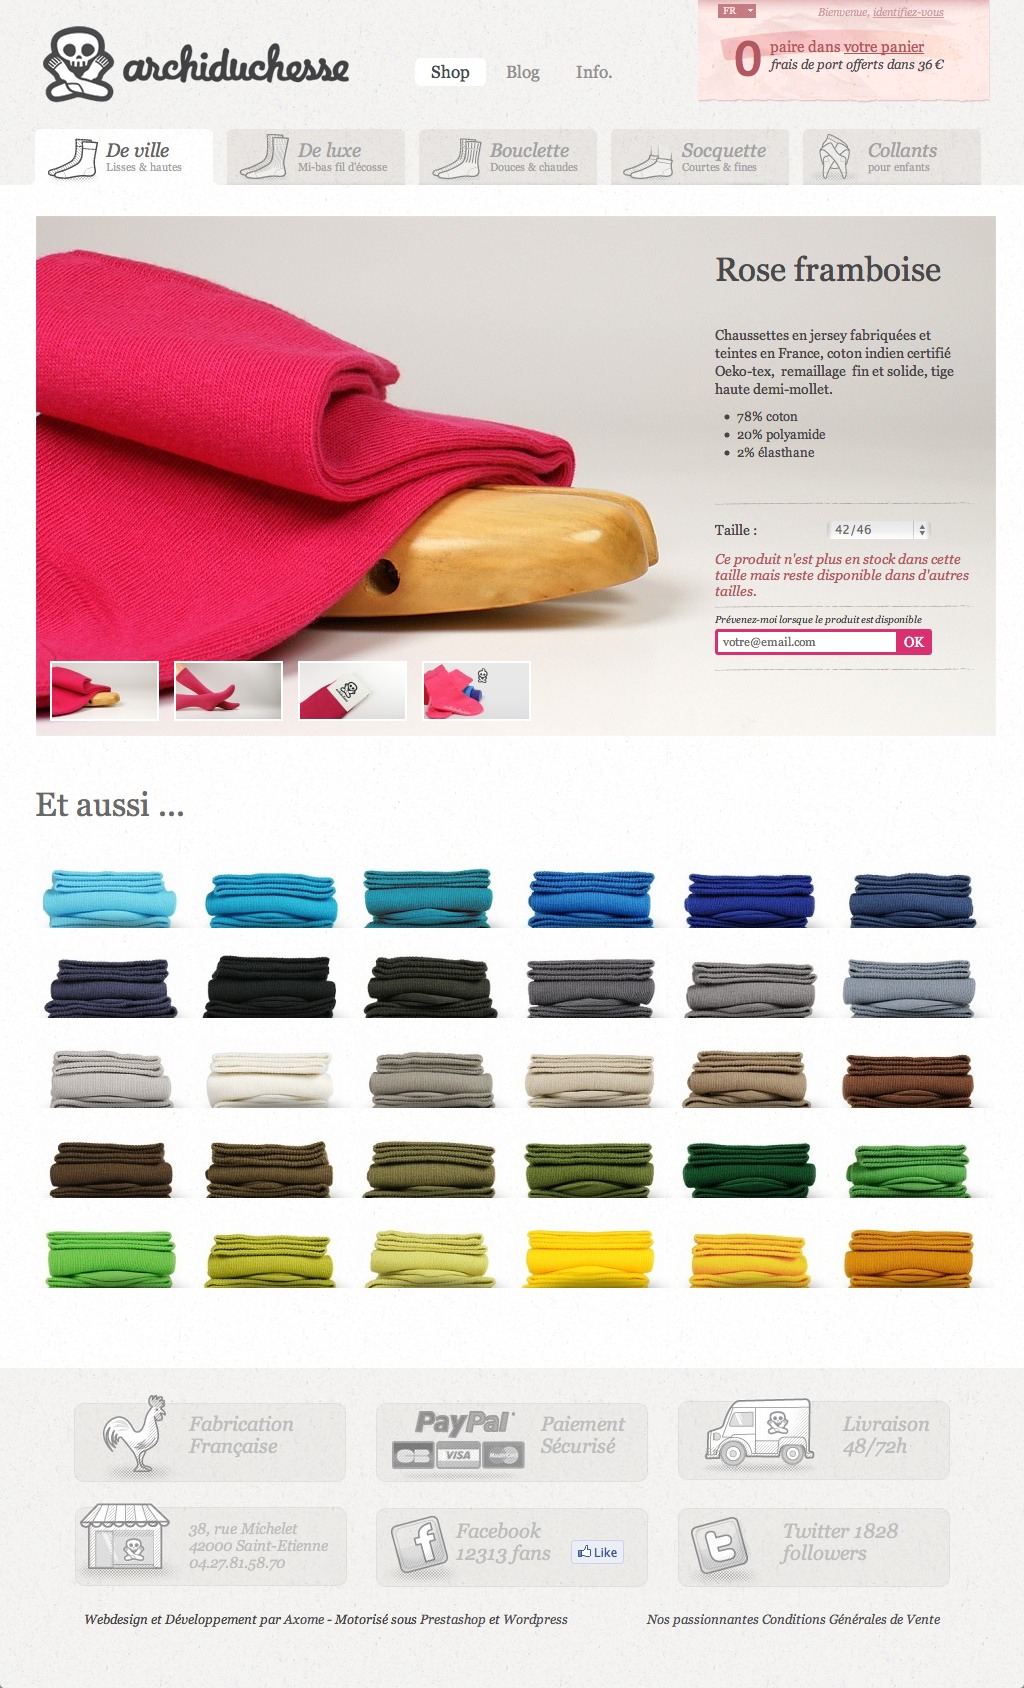 FR
Bienvenue, identifiez-vous
0 paire dans votre panier
frais de port offerts dans 36 €
archiduchesse
Shop Blog Info.
De ville
Lisses & hautes
De luxe
Mi-bas fil d'écosse
Bouclette
Douces & chaudes
Socquette
Courtes & fines
Collants
pour enfants
Rose framboise
Chaussettes en jersey fabriquées et
teintes en France, coton indien certifié
Oeko-tex, remaillage fin et solide, tige
haute demi-mollet.
78% coton
20% polyamide
2% élasthane
Taille : 42/46
Ce produit n'est plus en stock dans cette
taille mais reste disponible dans d'autres
tailles.
Prévenez-moi lorsque le produit est disponible
votre@email.com OK
Et aussi ...
Fabrication
Française
PayPal
CB VISA MasterCard
Paiement
Sécurisé
Livraison
48/72h
38, rue Michelet
42000 Saint-Etienne
04.27.81.58.70
f
Facebook
12313 fans
Like
t
Twitter 1828
followers
Webdesign et Développement par Axome - Motorisé sous Prestashop et Wordpress
Nos passionnantes Conditions Générales de Vente